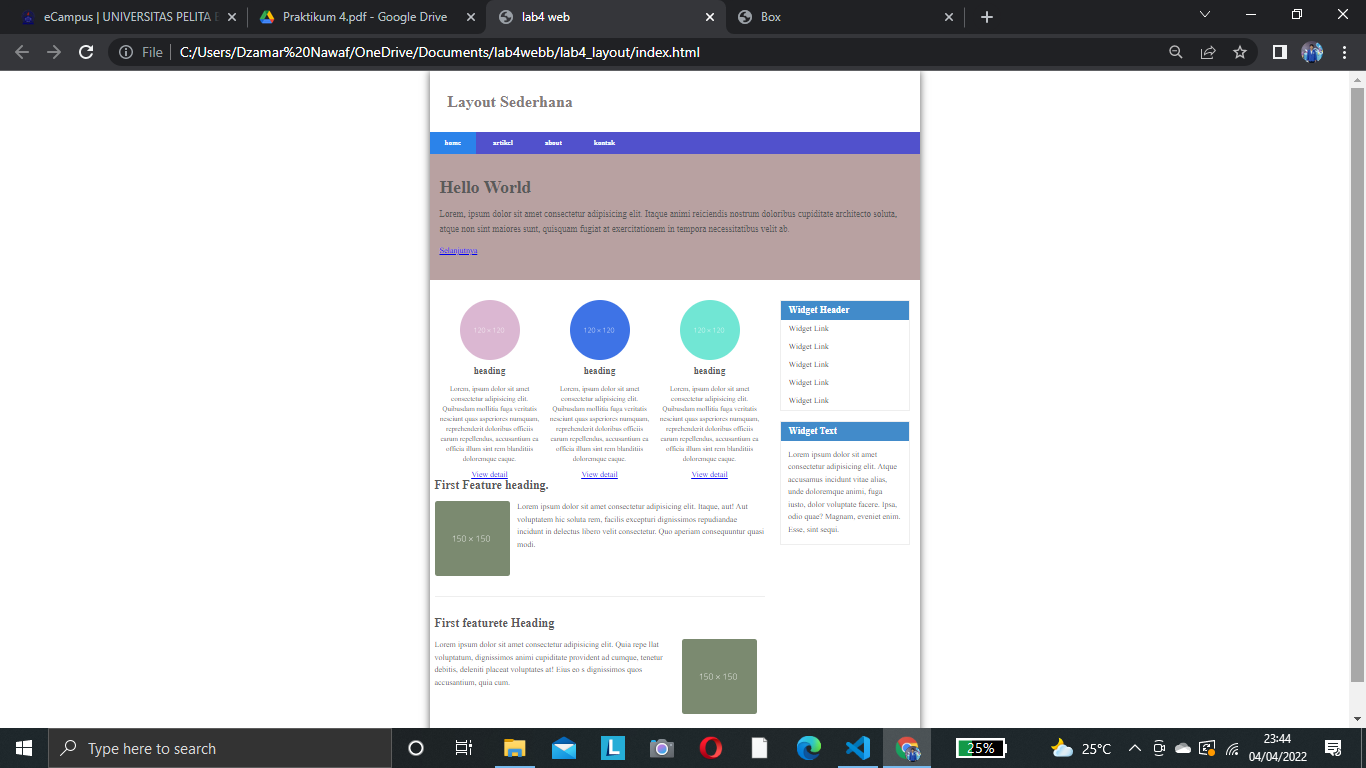 eCampus | UNIVERSITAS PELITA
Praktikum 4.pdf - Google Drive
lab4 web
Box
File
C:/Users/Dzamar%20Nawaf/OneDrive/Documents/lab4webb/lab4_layout/index.html
Layout Sederhana
home artikel about kontak
Hello World
Lorem, ipsum dolor sit amet consectetur adipisicing elit. Itaque animi reiciendis nostrum doloribus cupiditate architecto soluta,
atque non sint maiores sunt, quisquam fugiat at exercitationem in tempora necessitatibus velit ab.
Selanjutnya
120 × 120
heading
Lorem, ipsum dolor sit amet
consectetur adipisicing elit.
Quibusdam mollitia fuga veritatis
nesciunt quas asperiores numquam,
reprehenderit doloribus officiis
earum repellendus, accusantium ea
officia illum sint rem blanditiis
doloremque eaque.
View detail
120 × 120
heading
Lorem, ipsum dolor sit amet
consectetur adipisicing elit.
Quibusdam mollitia fuga veritatis
nesciunt quas asperiores numquam,
reprehenderit doloribus officiis
earum repellendus, accusantium ea
officia illum sint rem blanditiis
doloremque eaque.
View detail
120 × 120
heading
Lorem, ipsum dolor sit amet
consectetur adipisicing elit.
Quibusdam mollitia fuga veritatis
nesciunt quas asperiores numquam,
reprehenderit doloribus officiis
earum repellendus, accusantium ea
officia illum sint rem blanditiis
doloremque eaque.
View detail
First Feature heading.
150 × 150
Lorem ipsum dolor sit amet consectetur adipisicing elit. Itaque, aut! Aut
voluptatem hic soluta rem, facilis excepturi dignissimos repudiandae
incidunt in delectus libero velit consectetur. Quo aperiam consequuntur quasi
modi.
First featurete Heading
Lorem ipsum dolor sit amet consectetur adipisicing elit. Quia repe llat
voluptatum, dignissimos animi cupiditate provident ad cumque, tenetur
debitis, deleniti placeat voluptates at! Eius eo s dignissimos quos
accusantium, quia cum.
150 × 150
Widget Header
Widget Link
Widget Link
Widget Link
Widget Link
Widget Link
Widget Text
Lorem ipsum dolor sit amet
consectetur adipisicing elit. Atque
accusamus incidunt vitae alias,
unde doloremque animi, fuga
iusto, dolor voluptate facere. Ipsa,
odio quae? Magnam, eveniet enim.
Esse, sint sequi.
Type here to search
L
25%
25°C
23:44
04/04/2022